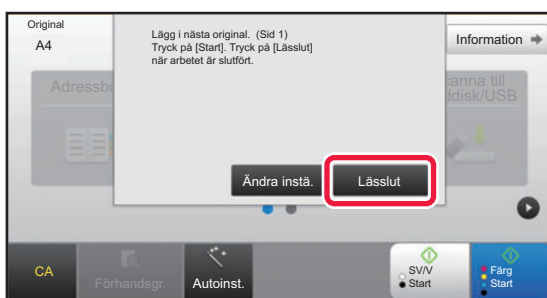 Original
A4
Lägg i nästa original. (Sid 1)
Tryck på [Start]. Tryck på [Lässlut]
när arbetet är slutfört.
Information
Adressbo
canna till
ddisk/USB
Ändra instä.
Lässlut
CA
Förhandsgr.
Autoinst.
SV/V
Start
Färg
Start